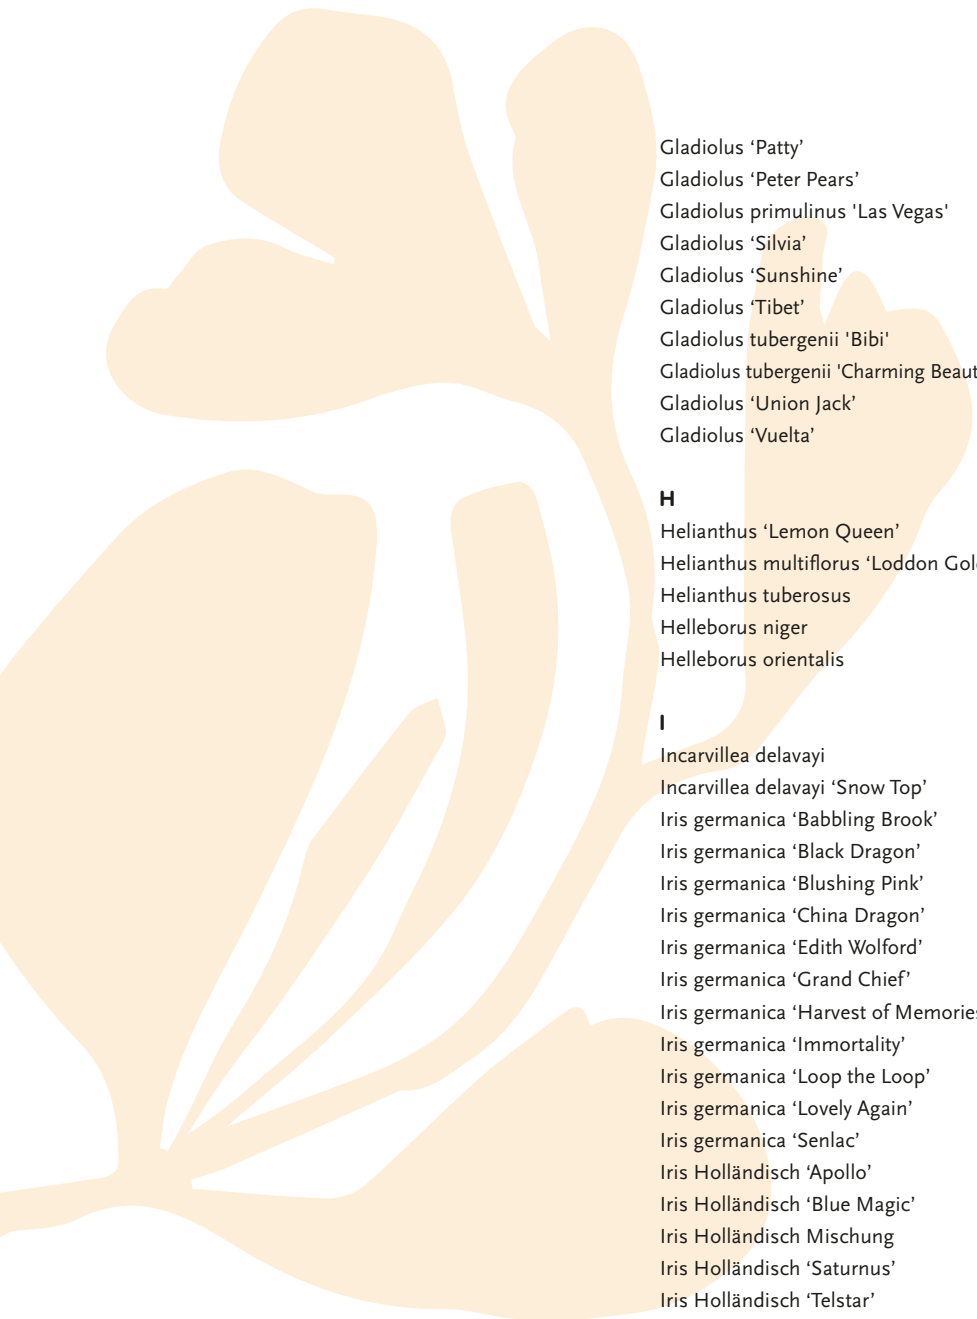 Gladiolus ‘Patty’
Gladiolus ‘Peter Pears’
Gladiolus primulinus 'Las Vegas'
Gladiolus ‘Silvia’
Gladiolus ‘Sunshine’
Gladiolus ‘Tibet’
Gladiolus tubergenii 'Bibi'
Gladiolus tubergenii 'Charming
Gladiolus ‘Union Jack’
Gladiolus ‘Vuelta’
H
Helianthus ‘Lemon Queen’
Helianthus multiflorus ‘Loddon
Helianthus tuberosus
Helleborus niger
Helleborus orientalis
I
Incarvillea delavayi
Incarvillea delavayi ‘Snow Top’
Iris germanica ‘Babbling Brook’
Iris germanica ‘Black Dragon’
Iris germanica ‘Blushing Pink’
Iris germanica ‘China Dragon’
Iris germanica ‘Edith Wolford’
Iris germanica ‘Grand Chief’
Iris germanica ‘Harvest of
Iris germanica ‘Immortality’
Iris germanica ‘Loop the Loop’
Iris germanica ‘Lovely Again’
Iris germanica ‘Senlac’
Iris Holländisch ‘Apollo’
Iris Holländisch ‘Blue Magic’
Iris Holländisch Mischung
Iris Holländisch ‘Saturnus’
Iris Holländisch ‘Telstar’